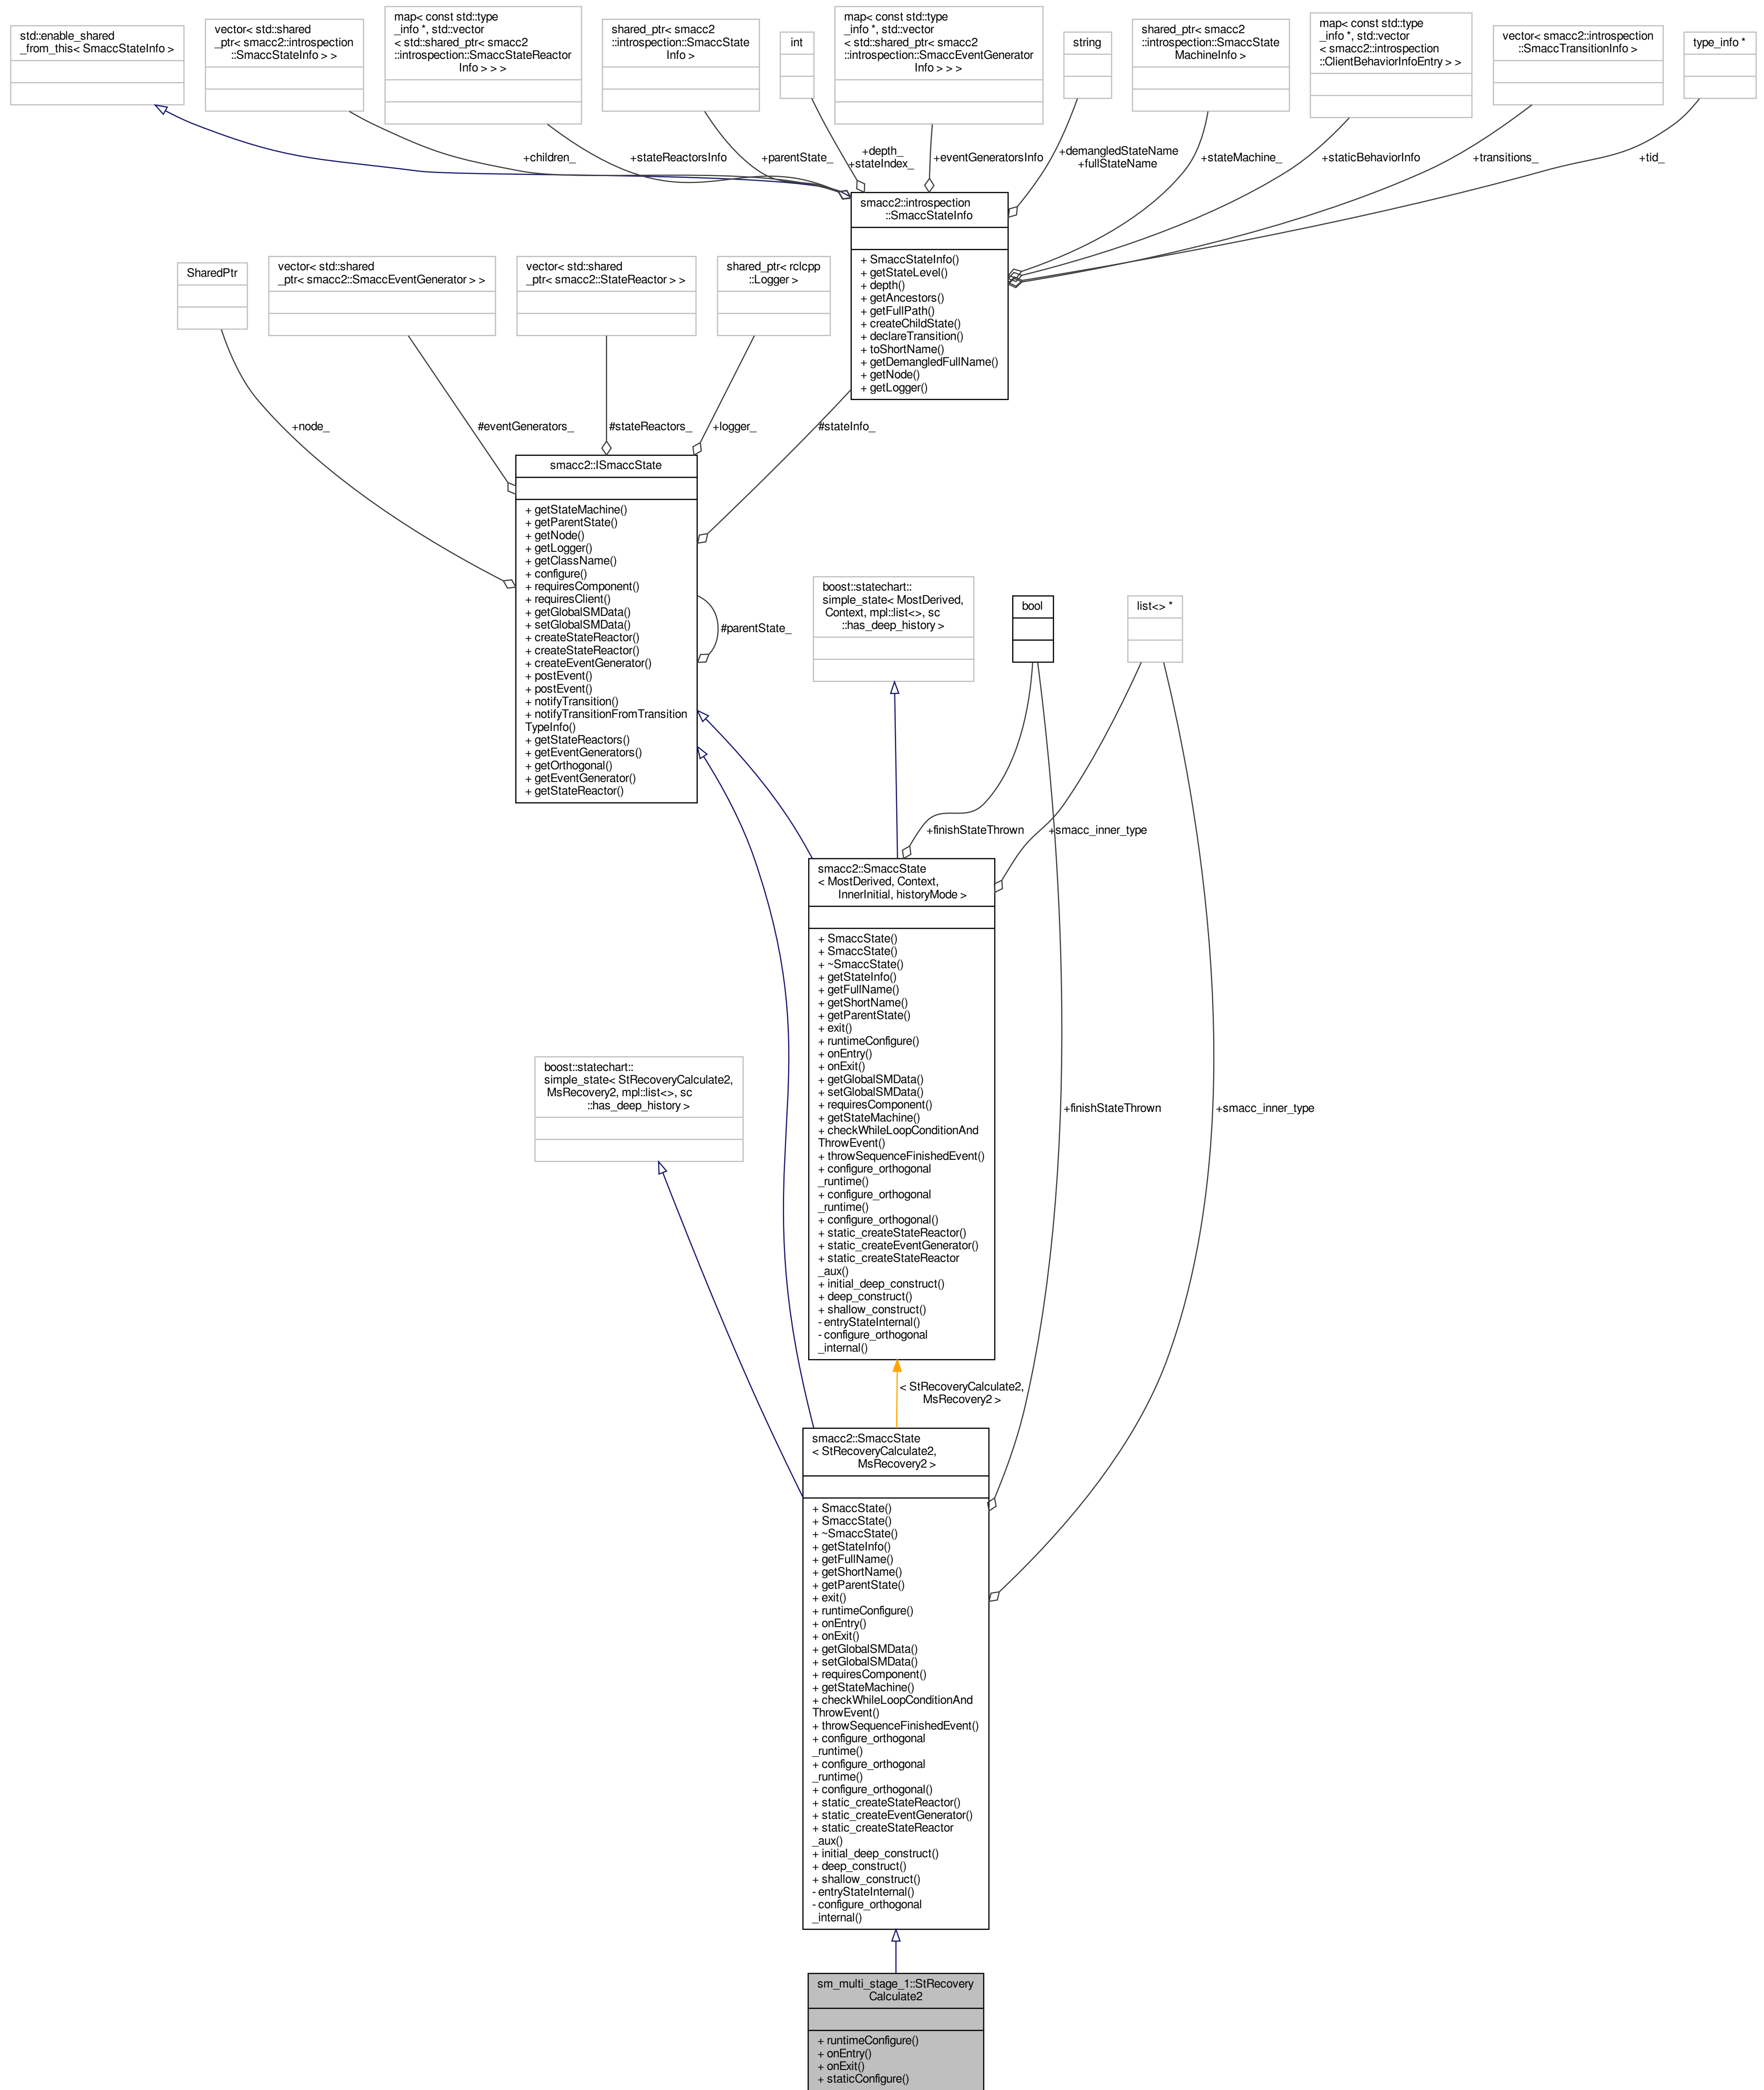 std::enable_shared
_from_this< SmaccStateInfo >
vector< std::shared
_ptr< smacc2::introspection
::SmaccStateInfo > >
map< const std::type
_info *, std::vector
< std::shared_ptr< smacc2
::introspection::SmaccStateReactor
Info > > >
shared_ptr< smacc2
::introspection::SmaccState
Info >
int
map< const std::type
_info *, std::vector
< std::shared_ptr< smacc2
::introspection::SmaccEventGenerator
Info > > >
string
shared_ptr< smacc2
::introspection::SmaccState
MachineInfo >
map< const std::type
_info *, std::vector
< smacc2::introspection
::ClientBehaviorInfoEntry > >
vector< smacc2::introspection
::SmaccTransitionInfo >
type_info *
+children_
+stateReactorsInfo
+parentState_
+depth_
+stateIndex_
+eventGeneratorsInfo
+demangledStateName
+fullStateName
+stateMachine_
+staticBehaviorInfo
+transitions_
+tid_
smacc2::introspection
::SmaccStateInfo
+ SmaccStateInfo()
+ getStateLevel()
+ depth()
+ getAncestors()
+ getFullPath()
+ createChildState()
+ declareTransition()
+ toShortName()
+ getDemangledFullName()
+ getNode()
+ getLogger()
SharedPtr
vector< std::shared
_ptr< smacc2::SmaccEventGenerator > >
vector< std::shared
_ptr< smacc2::StateReactor > >
shared_ptr< rclcpp
::Logger >
+node_
#eventGenerators_
#stateReactors_
+logger_
#stateInfo_
smacc2::ISmaccState
+ getStateMachine()
+ getParentState()
+ getNode()
+ getLogger()
+ getClassName()
+ configure()
+ requiresComponent()
+ requiresClient()
+ getGlobalSMData()
+ setGlobalSMData()
+ createStateReactor()
+ createStateReactor()
+ createEventGenerator()
+ postEvent()
+ postEvent()
+ notifyTransition()
+ notifyTransitionFromTransition
TypeInfo()
+ getStateReactors()
+ getEventGenerators()
+ getOrthogonal()
+ getEventGenerator()
+ getStateReactor()
#parentState_
boost::statechart::
simple_state< MostDerived,
Context, mpl::list<>, sc
::has_deep_history >
bool
list<> *
+finishStateThrown
+smacc_inner_type
smacc2::SmaccState
< MostDerived, Context,
InnerInitial, historyMode >
+ SmaccState()
+ SmaccState()
+ ~SmaccState()
+ getStateInfo()
+ getFullName()
+ getShortName()
+ getParentState()
+ exit()
+ runtimeConfigure()
+ onEntry()
+ onExit()
+ getGlobalSMData()
+ setGlobalSMData()
+ requiresComponent()
+ getStateMachine()
+ checkWhileLoopConditionAnd
ThrowEvent()
+ throwSequenceFinishedEvent()
+ configure_orthogonal
_runtime()
+ configure_orthogonal
_runtime()
+ configure_orthogonal()
+ static_createStateReactor()
+ static_createEventGenerator()
+ static_createStateReactor
_aux()
+ initial_deep_construct()
+ deep_construct()
+ shallow_construct()
- entryStateInternal()
- configure_orthogonal
_internal()
boost::statechart::
simple_state< StRecoveryCalculate2,
MsRecovery2, mpl::list<>, sc
::has_deep_history >
+finishStateThrown
+smacc_inner_type
< StRecoveryCalculate2,
MsRecovery2 >
smacc2::SmaccState
< StRecoveryCalculate2,
MsRecovery2 >
+ SmaccState()
+ SmaccState()
+ ~SmaccState()
+ getStateInfo()
+ getFullName()
+ getShortName()
+ getParentState()
+ exit()
+ runtimeConfigure()
+ onEntry()
+ onExit()
+ getGlobalSMData()
+ setGlobalSMData()
+ requiresComponent()
+ getStateMachine()
+ checkWhileLoopConditionAnd
ThrowEvent()
+ throwSequenceFinishedEvent()
+ configure_orthogonal
_runtime()
+ configure_orthogonal
_runtime()
+ configure_orthogonal()
+ static_createStateReactor()
+ static_createEventGenerator()
+ static_createStateReactor
_aux()
+ initial_deep_construct()
+ deep_construct()
+ shallow_construct()
- entryStateInternal()
- configure_orthogonal
_internal()
sm_multi_stage_1::StRecovery
Calculate2
+ runtimeConfigure()
+ onEntry()
+ onExit()
+ staticConfigure()